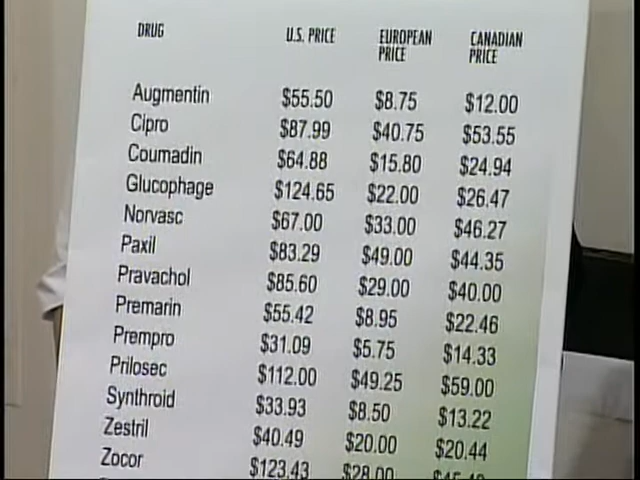 DRUG U.S. PRICE EUROPEAN PRICE CANADIAN PRICE
Augmentin $55.50 $8.75 $12.00
Cipro $87.99 $40.75 $53.55
Coumadin $64.88 $15.80 $24.94
Glucophage $124.65 $22.00 $26.47
Norvasc $67.00 $33.00 $46.27
Paxil $83.29 $49.00 $44.35
Pravachol $85.60 $29.00 $40.00
Premarin $55.42 $8.95 $22.46
Prempro $31.09 $5.75 $14.33
Prilosec $112.00 $49.25 $59.00
Synthroid $33.93 $8.50 $13.22
Zestril $40.49 $20.00 $20.44
Zocor $123.43 $28.00